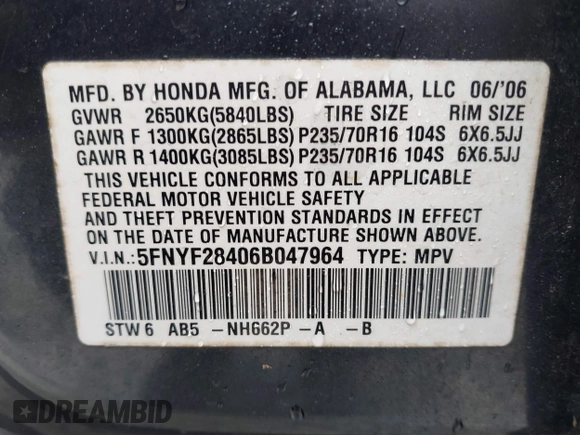 MFD. BY HONDA MFG. OF ALABAMA, LLC 06/'06
GVWR 2650KG(5840LBS) TIRE SIZE RIM SIZE
GAWR F 1300KG(2865LBS) P235/70R16 104S 6X6.5JJ
GAWR R 1400KG(3085LBS) P235/70R16 104S 6X6.5JJ
THIS VEHICLE CONFORMS TO ALL APPLICABLE
FEDERAL MOTOR VEHICLE SAFETY
AND THEFT PREVENTION STANDARDS IN EFFECT
ON THE DATE OF MANUFACTURE SHOWN ABOVE.
V.I.N.: 5FNYF28406B047964 TYPE: MPV
STW 6 AB5 -NH662P -A -B
DREAMBID